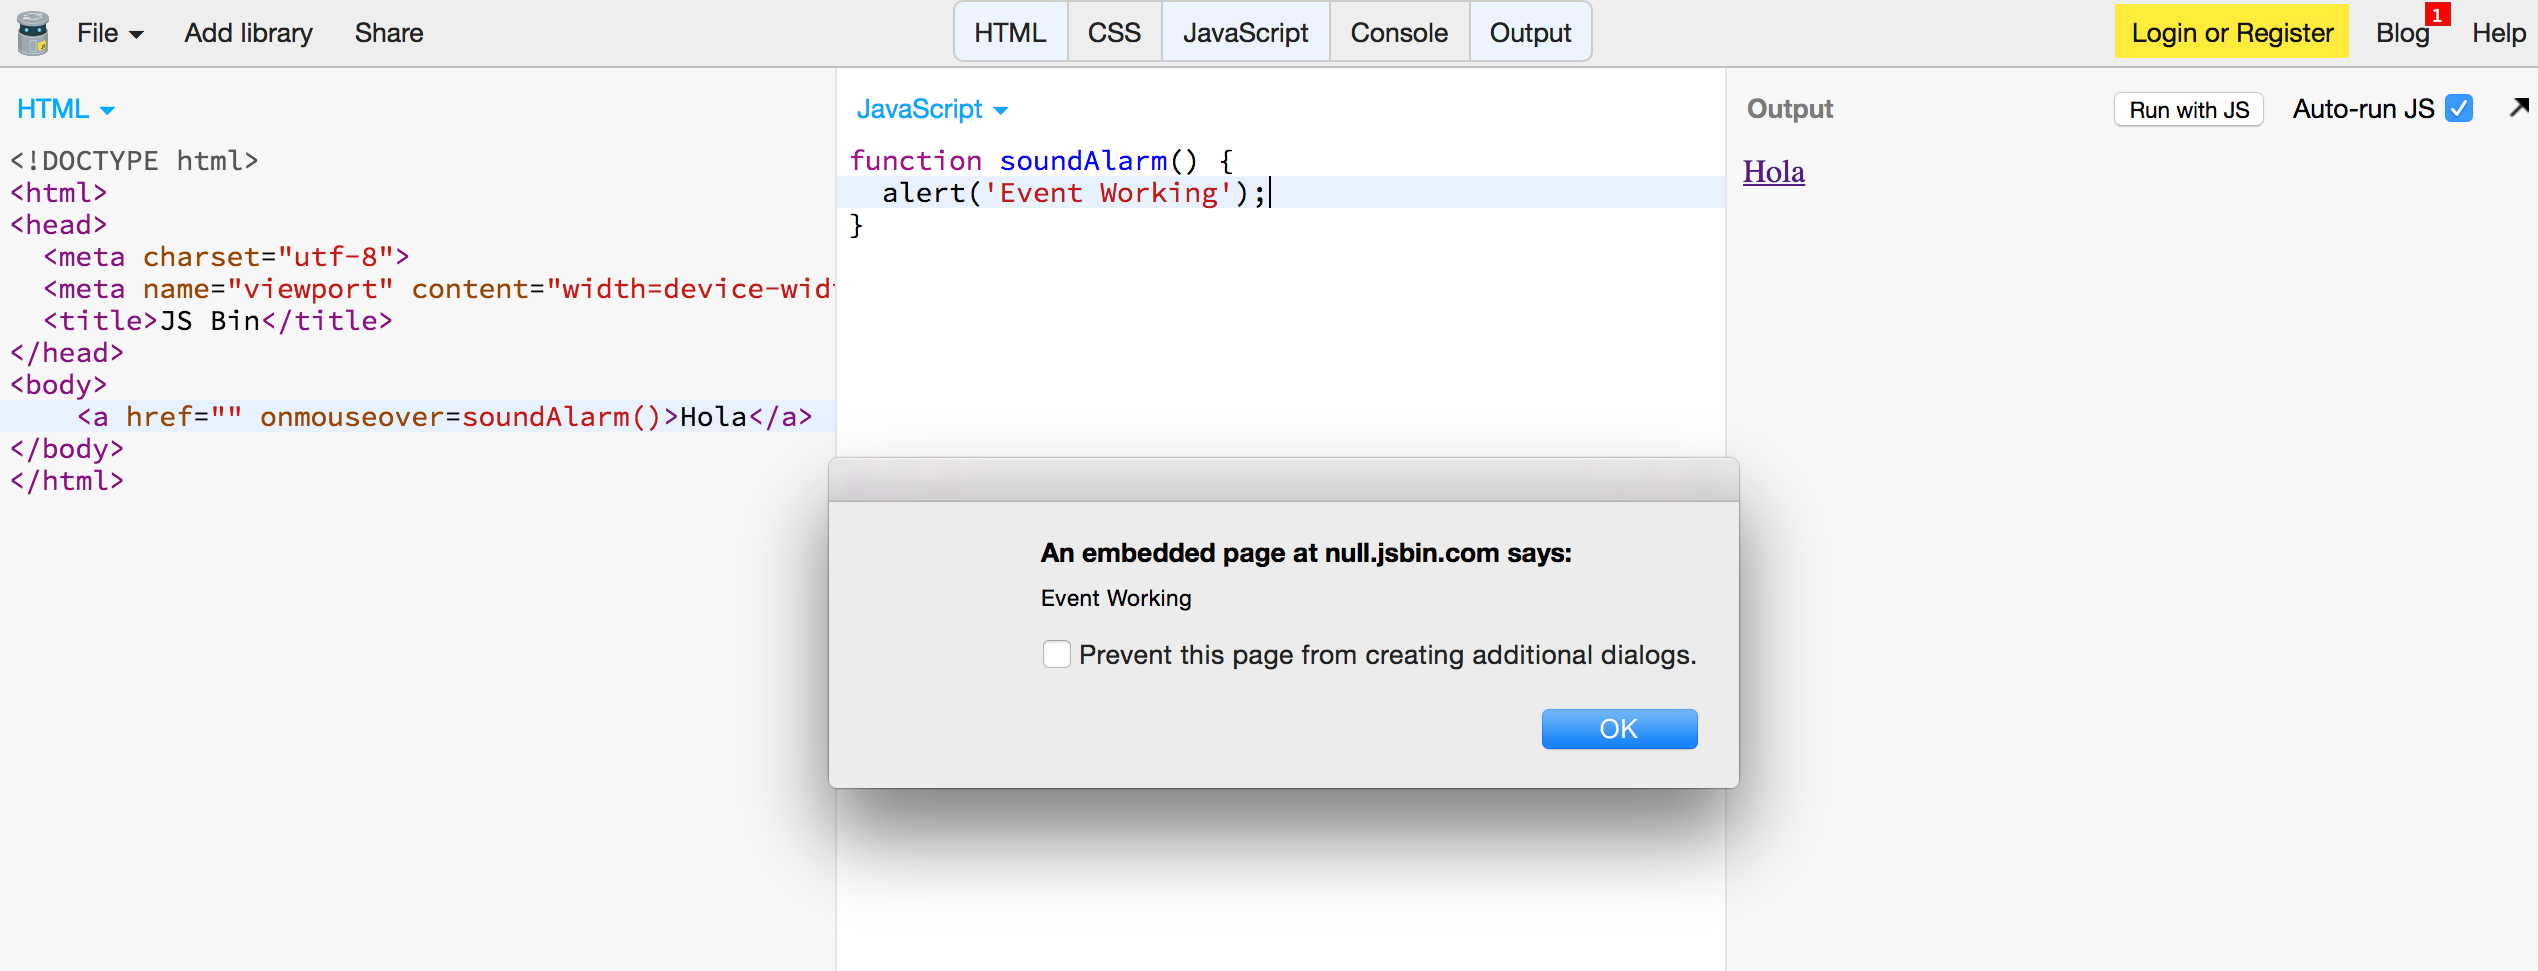 File Add library Share HTML CSS JavaScript Console Output Login or Register Blog 1 Help
HTML
<!DOCTYPE html>
<html>
<head>
  <meta charset="utf-8">
  <meta name="viewport" content="width=device-wid
  <title>JS Bin</title>
</head>
<body>
    <a href="" onmouseover=soundAlarm()>Hola</a>
</body>
</html>
JavaScript
function soundAlarm() {
  alert('Event Working');
}
Output Run with JS Auto-run JS
Hola
An embedded page at null.jsbin.com says:
Event Working
Prevent this page from creating additional dialogs.
OK